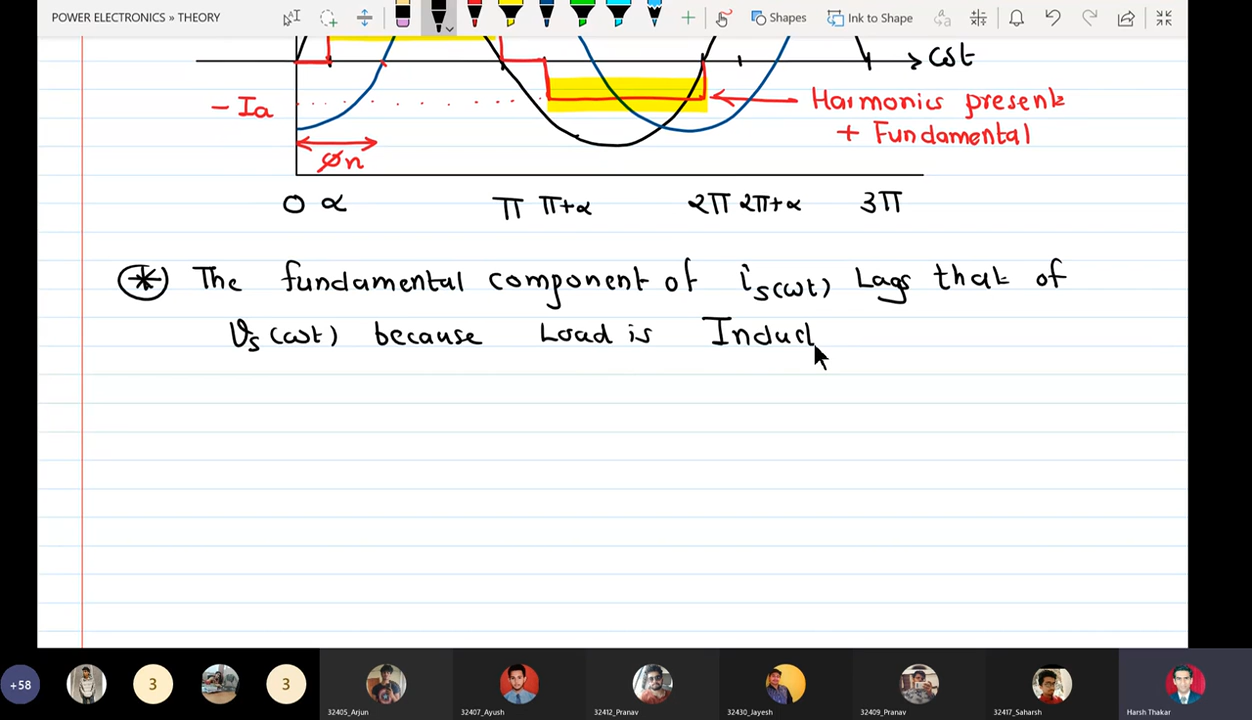 POWER ELECTRONICS » THEORY
Shapes
Ink to Shape
ωt
- Ia
Harmonics present
+ Fundamental
φn
0 α π π+α 2π 2π+α 3π
* The fundamental component of is(ωt) Lags that of
Vs(ωt) because Load is Induct
+58
3
3
32405_Arjun
32407_Ayush
32412_Pranav
32430_Jayesh
32409_Pranav
32417_Saharsh
Harsh Thakar